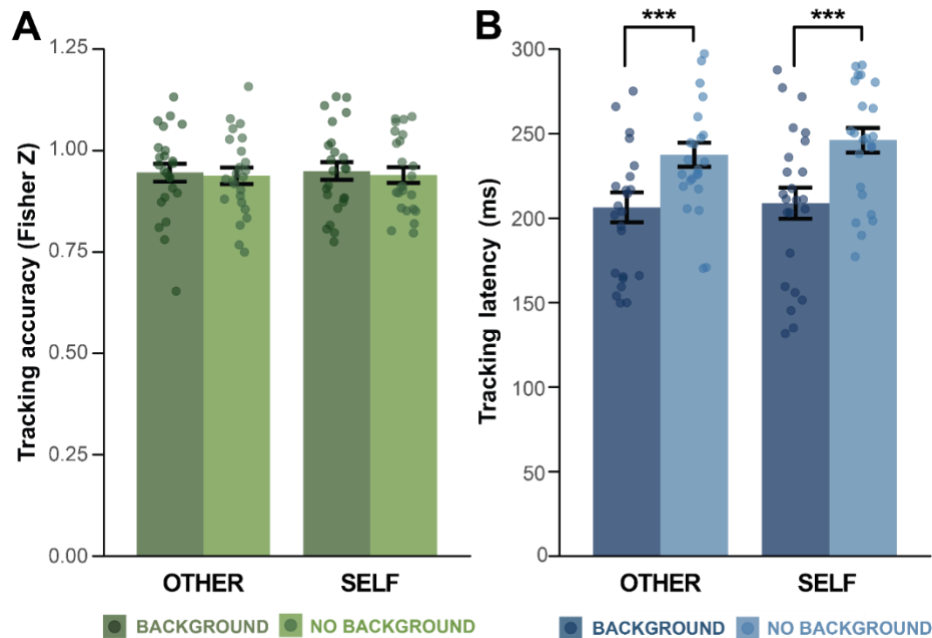 A
Tracking accuracy (Fisher Z)
1.25
1.00
0.75
0.50
0.25
0.00
OTHER
SELF
BACKGROUND
NO BACKGROUND
B
Tracking latency (ms)
300
250
200
150
100
50
0
***
***
OTHER
SELF
BACKGROUND
NO BACKGROUND